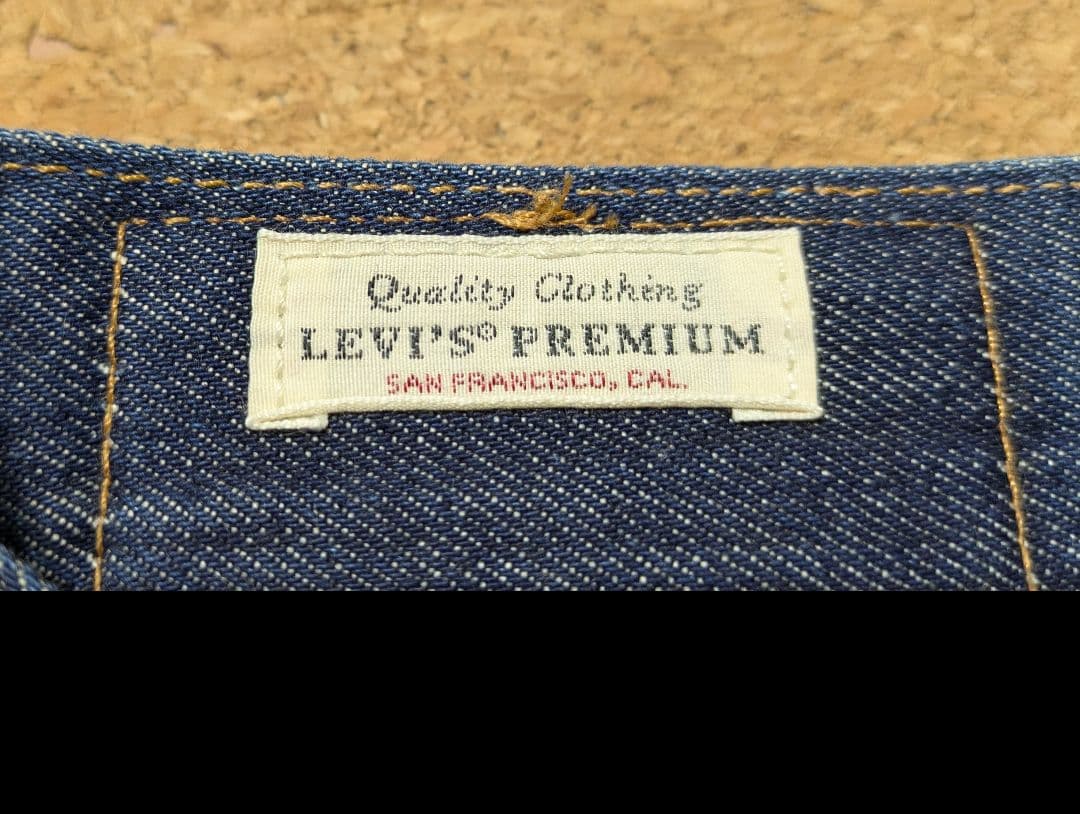 Quality Clothing
LEVI'S® PREMIUM
SAN FRANCISCO, CAL.